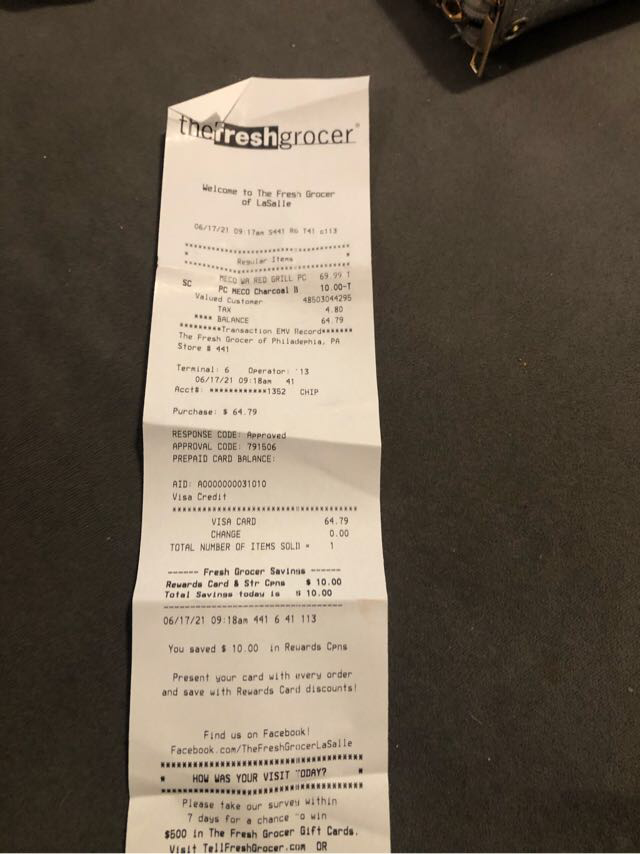 thefreshgrocer®
Welcome to The Fresh Grocer
of LaSalle
06/17/21 09:17am S441 R6 T41 c113
***********************************
* Regular Items *
***********************************
MECO WA RED GRILL PC 69.99 T
SC PC MECO Charcoal B 10.00-T
Valued Customer 48503044295
TAX 4.80
**** BALANCE 64.79
*********Transaction EMV Record*******
The Fresh Grocer of Philadephia, PA
Store # 441
Terminal: 6 Operator: 13
06/17/21 09:18am 41
Acct#: ************1352 CHIP
Purchase: $ 64.79
RESPONSE CODE: Approved
APPROVAL CODE: 791506
PREPAID CARD BALANCE:
AID: A0000000031010
Visa Credit
***********************************
VISA CARD 64.79
CHANGE 0.00
TOTAL NUMBER OF ITEMS SOLD = 1
------ Fresh Grocer Savings ------
Rewards Card & Str Cpns $ 10.00
Total Savings today is $ 10.00
-----------------------------------
06/17/21 09:18am 441 6 41 113
You saved $ 10.00 in Rewards Cpns
Present your card with every order
and save with Rewards Card discounts!
Find us on Facebook!
Facebook.com/TheFreshGrocerLaSalle
***********************************
* HOW WAS YOUR VISIT TODAY? *
***********************************
Please take our survey within
7 days for a chance to win
$500 in The Fresh Grocer Gift Cards.
Visit TellFreshGrocer.com OR